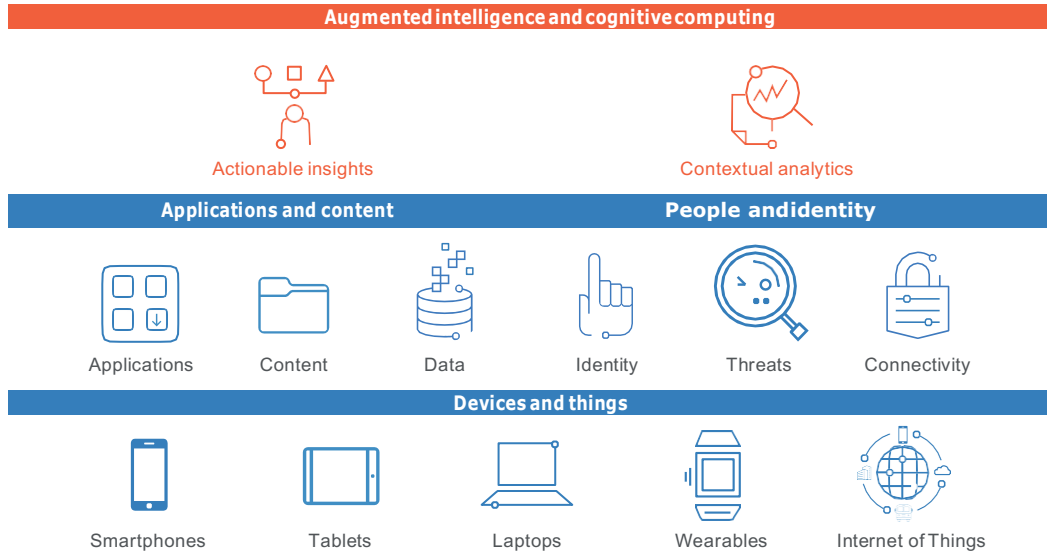 Augmented intelligence and cognitive computing
Actionable insights
Contextual analytics
Applications and content
People andidentity
Applications
Content
Data
Identity
Threats
Connectivity
Devices and things
Smartphones
Tablets
Laptops
Wearables
Internet of Things